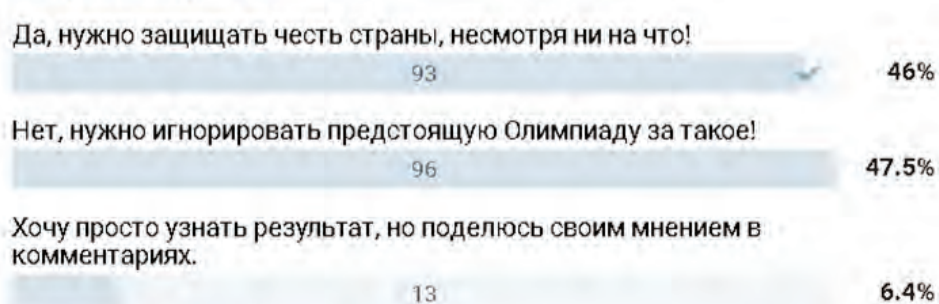 Да, нужно защищать честь страны, несмотря ни на что!
93 46%
Нет, нужно игнорировать предстоящую Олимпиаду за такое!
96 47.5%
Хочу просто узнать результат, но поделюсь своим мнением в
комментариях.
13 6.4%